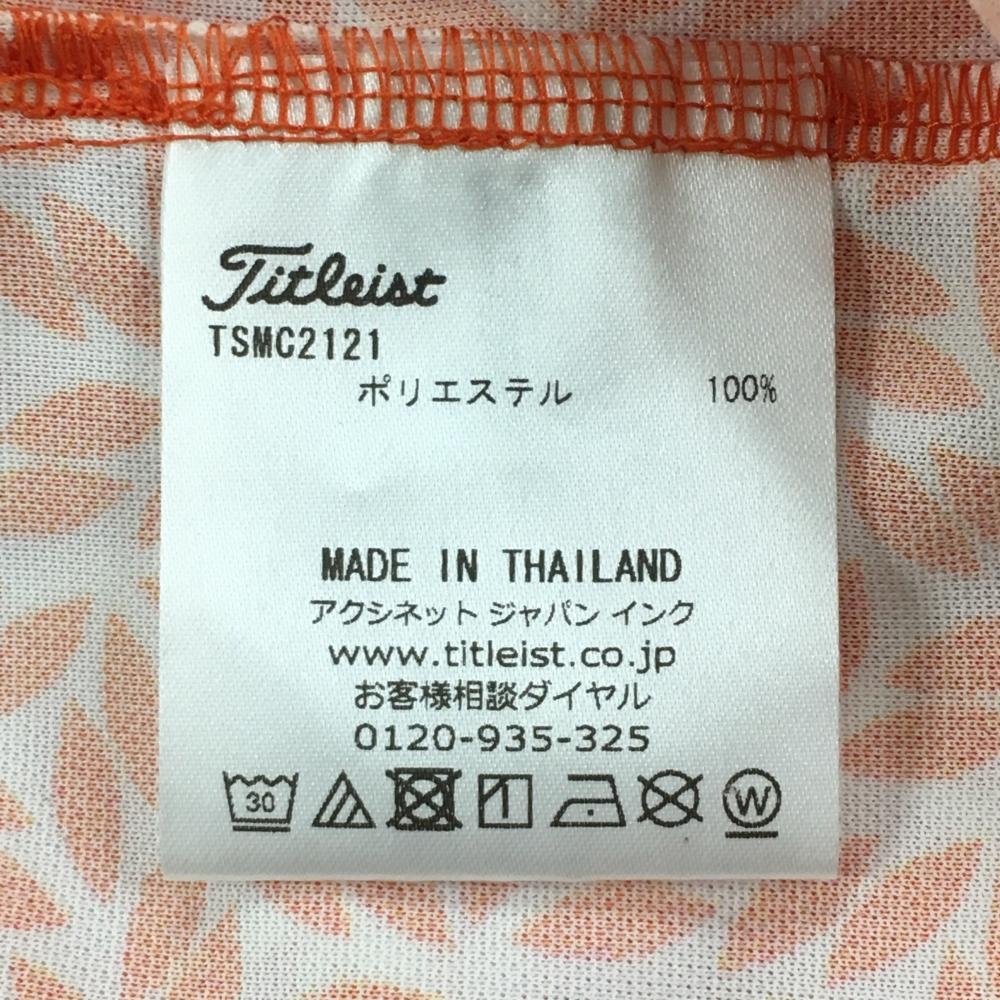 Titleist
TSMC2121
ポリエステル 100%
MADE IN THAILAND
アクシネット ジャパン インク
www.titleist.co.jp
お客様相談ダイヤル
0120-935-325
30 W